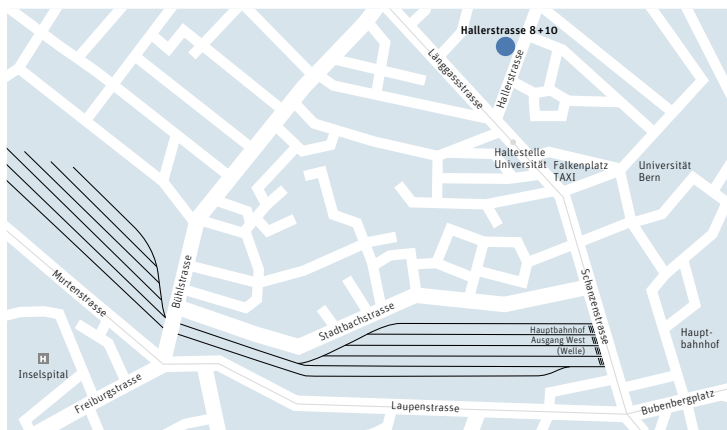 Hallerstrasse 8+10
Länggassstrasse
Hallerstrasse
Haltestelle
Universität
Falkenplatz
TAXI
Universität
Bern
Bühlstrasse
Murtenstrasse
Schanzenstrasse
Stadtbachstrasse
Hauptbahnhof
Ausgang West
(Welle)
Haupt-
bahnhof
H
Inselspital
Freiburgstrasse
Laupenstrasse
Bubenbergplatz